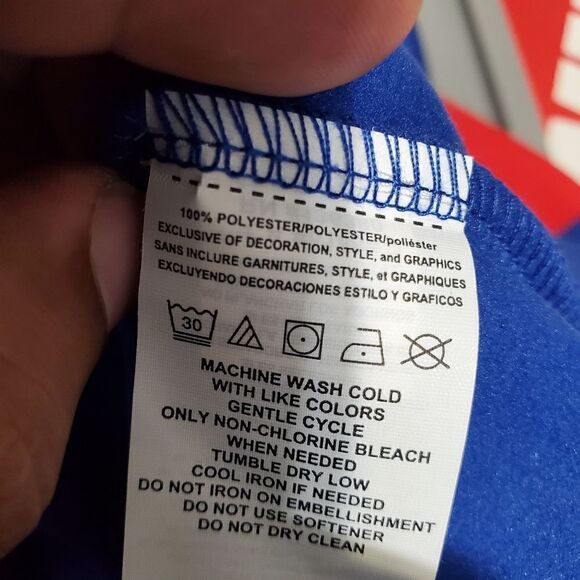 100% POLYESTER/POLYESTER/poliéster
EXCLUSIVE OF DECORATION, STYLE, and GRAPHICS
SANS INCLURE GARNITURES, STYLE, et GRAPHIQUES
EXCLUYENDO DECORACIONES ESTILO Y GRAFICOS
30
MACHINE WASH COLD
WITH LIKE COLORS
GENTLE CYCLE
ONLY NON-CHLORINE BLEACH
WHEN NEEDED
TUMBLE DRY LOW
COOL IRON IF NEEDED
DO NOT IRON ON EMBELLISHMENT
DO NOT USE SOFTENER
DO NOT DRY CLEAN